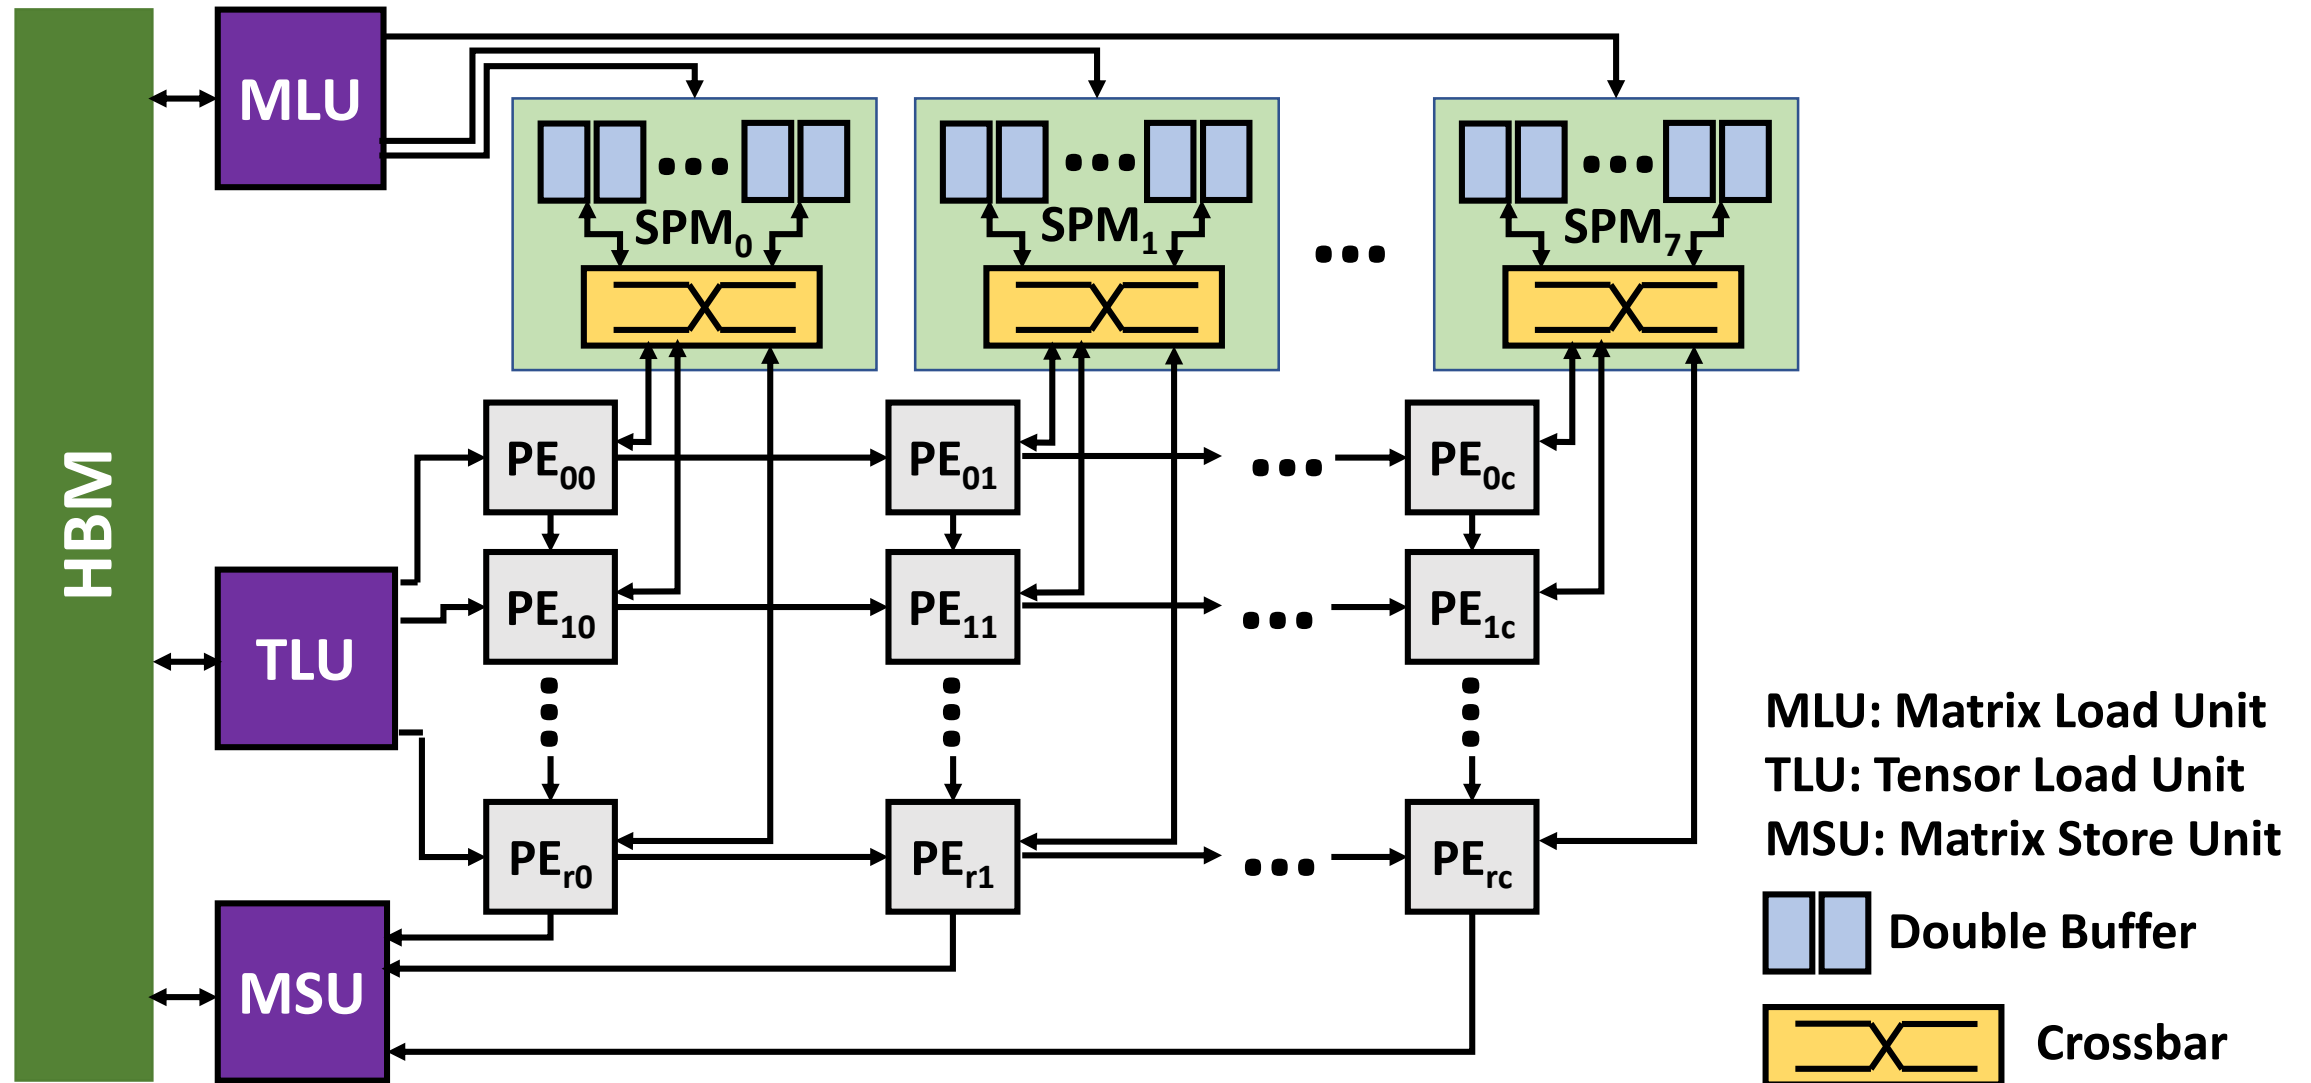 MLU
SPM0
SPM1
SPM7
HBM
PE00
PE01
PE0c
TLU
PE10
PE11
PE1c
PEr0
PEr1
PErc
MSU
MLU: Matrix Load Unit
TLU: Tensor Load Unit
MSU: Matrix Store Unit
Double Buffer
Crossbar